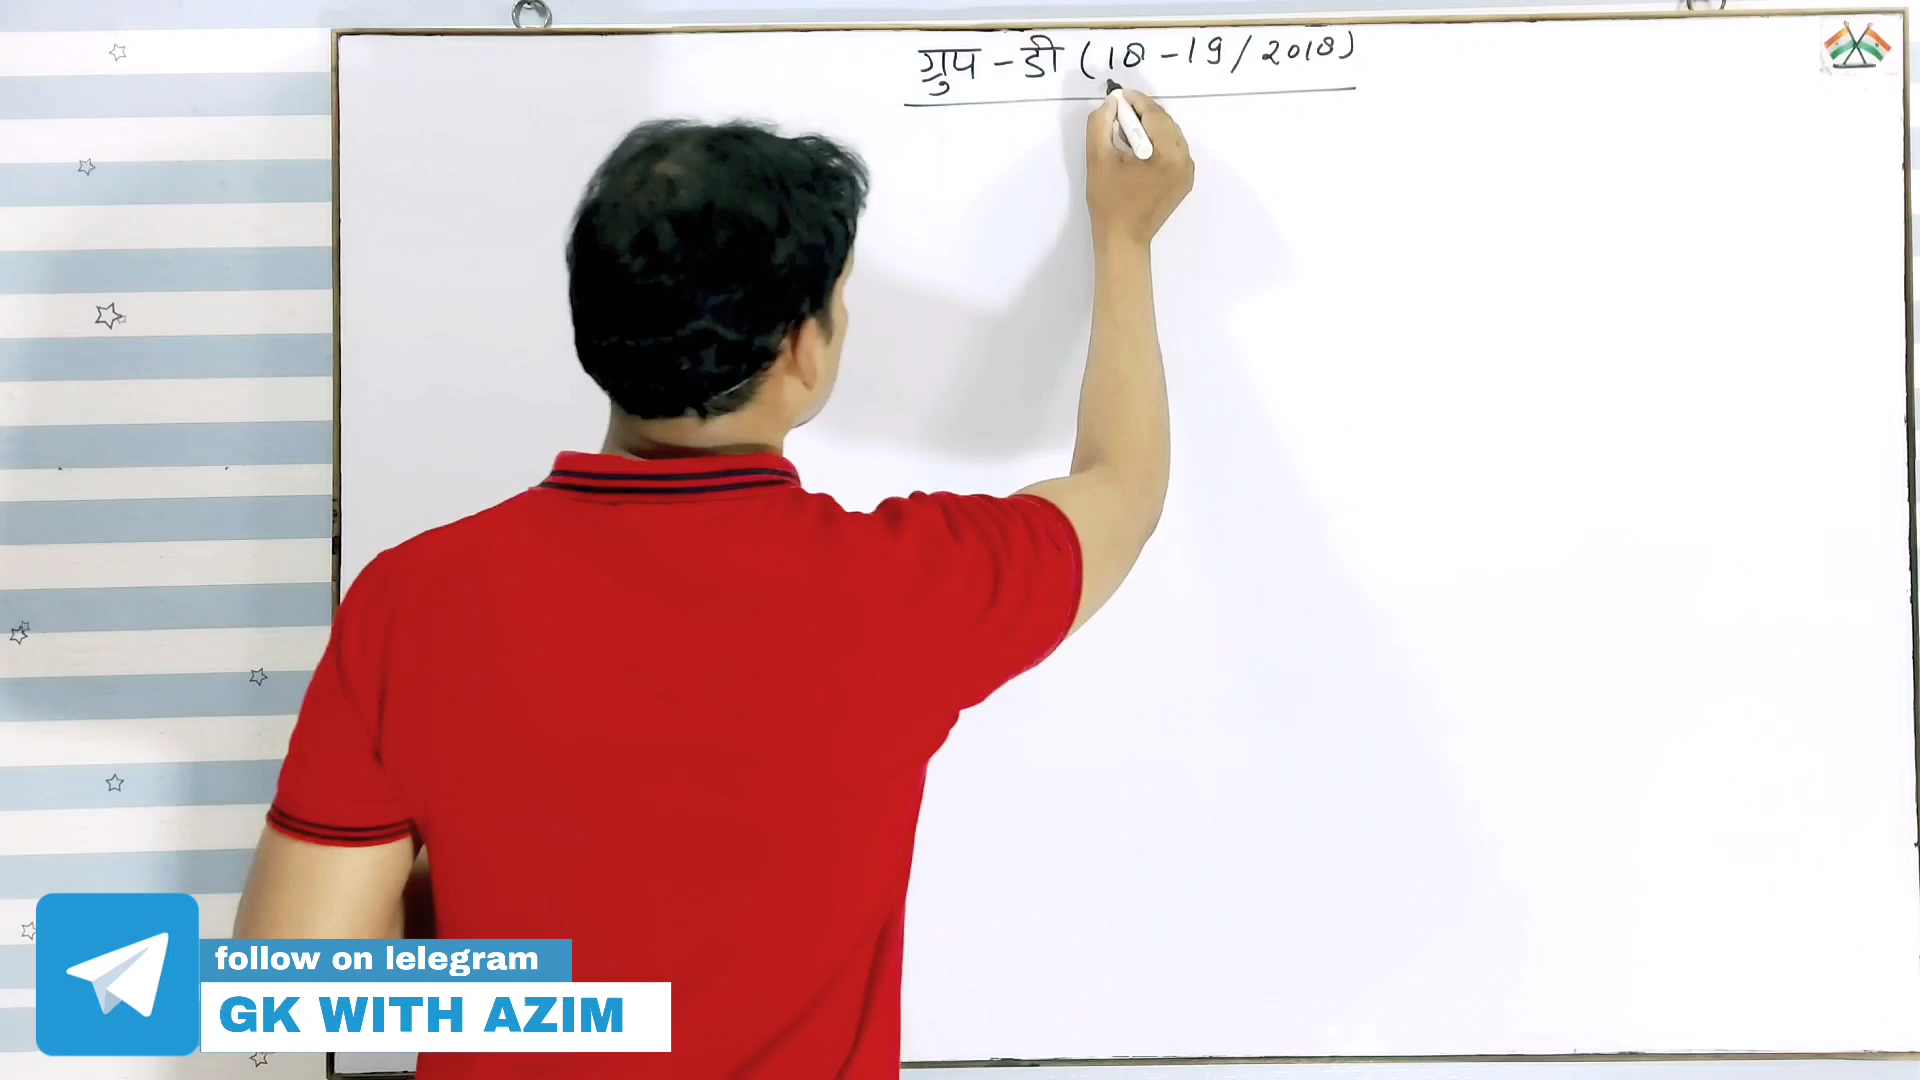 ग्रुप - डी (18 - 19 / 2018)
follow on lelegram
GK WITH AZIM